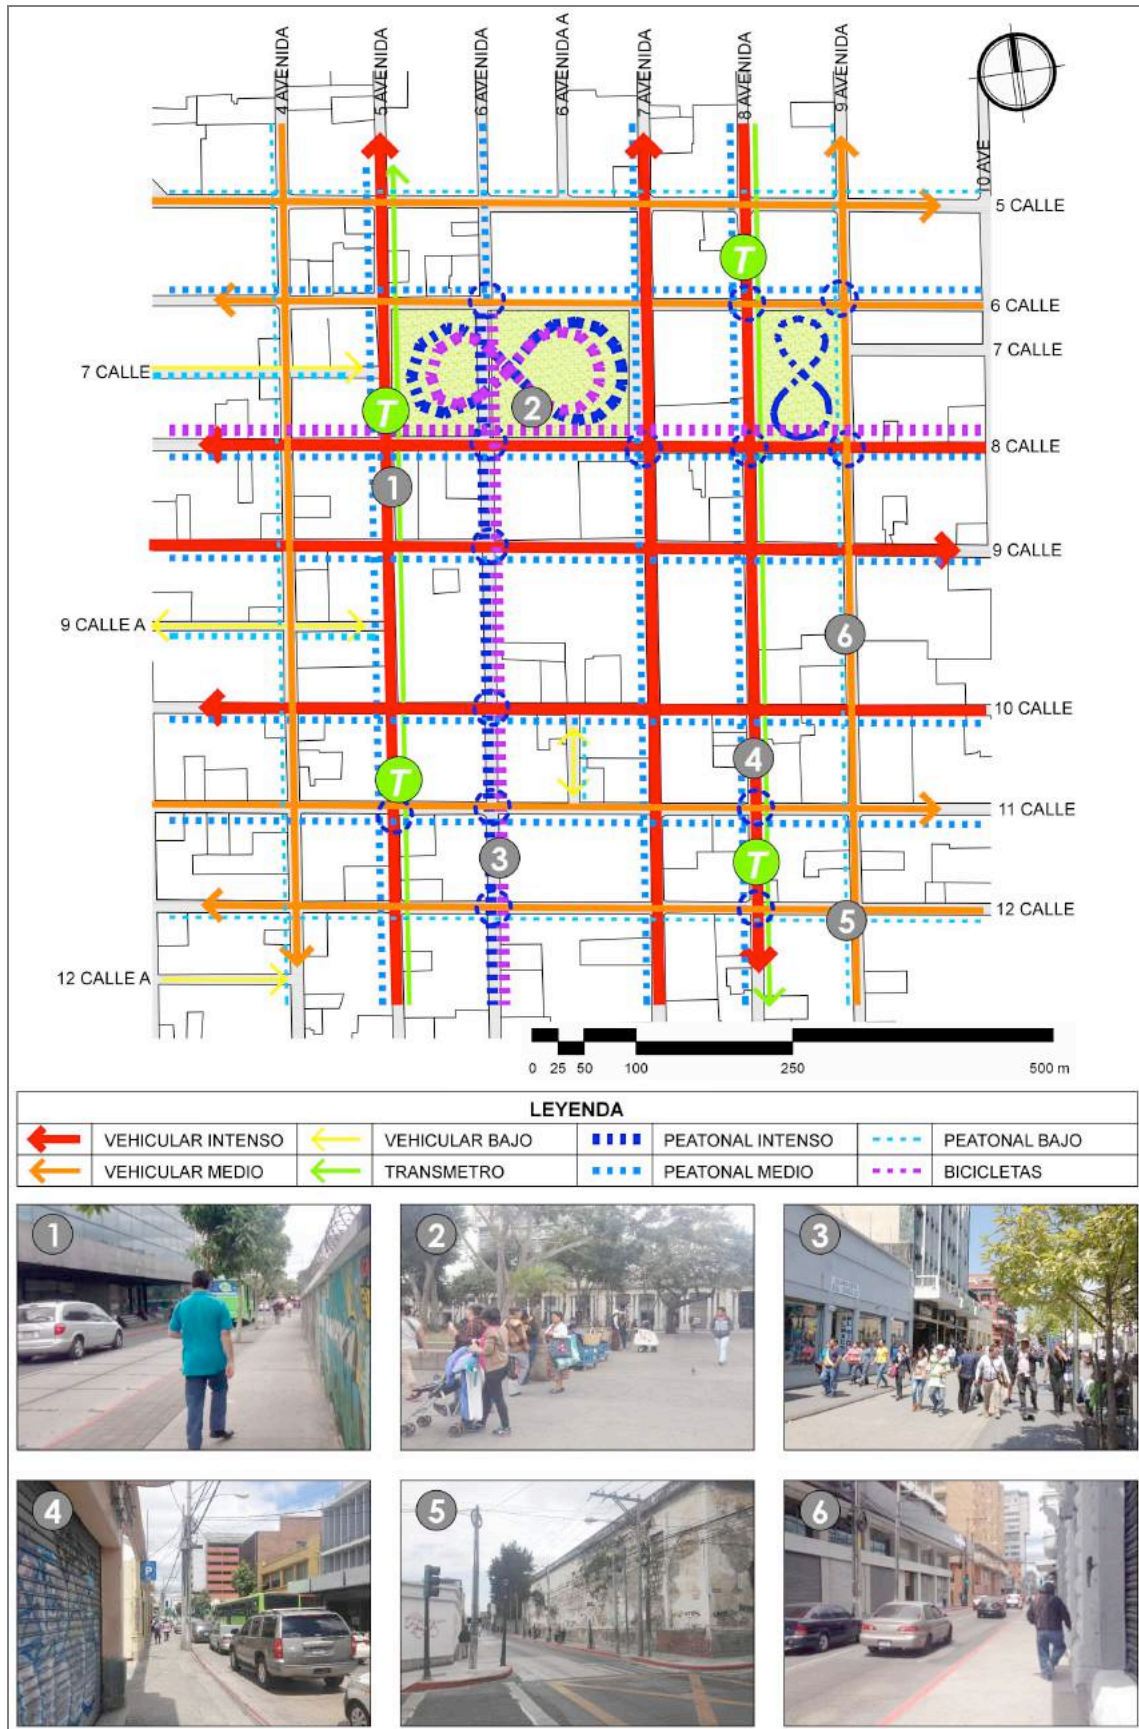 4 AVENIDA
5 AVENIDA
6 AVENIDA
6 AVENIDA A
7 AVENIDA
8 AVENIDA
9 AVENIDA
10 AVE
5 CALLE
T
6 CALLE
7 CALLE
7 CALLE
T
2
8 CALLE
1
9 CALLE
9 CALLE A
6
10 CALLE
4
T
11 CALLE
3
T
12 CALLE
5
12 CALLE A
0 25 50 100 250 500 m
LEYENDA
VEHICULAR INTENSO VEHICULAR BAJO PEATONAL INTENSO PEATONAL BAJO
VEHICULAR MEDIO TRANSMETRO PEATONAL MEDIO BICICLETAS
1 2 3
4 5 6
P